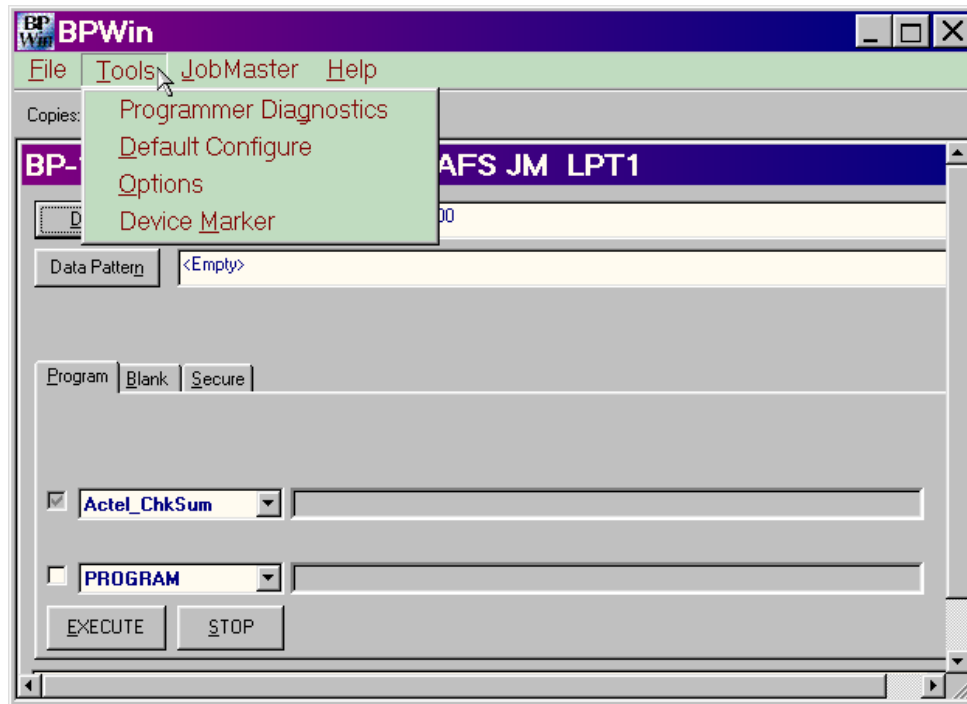 BP Win BPWin
File Tools JobMaster Help
Copies:
Programmer Diagnostics
Default Configure
Options
Device Marker
BP- AFS JM LPT1
D
Data Pattern <Empty>
Program Blank Secure
Actel_ChkSum
PROGRAM
EXECUTE STOP